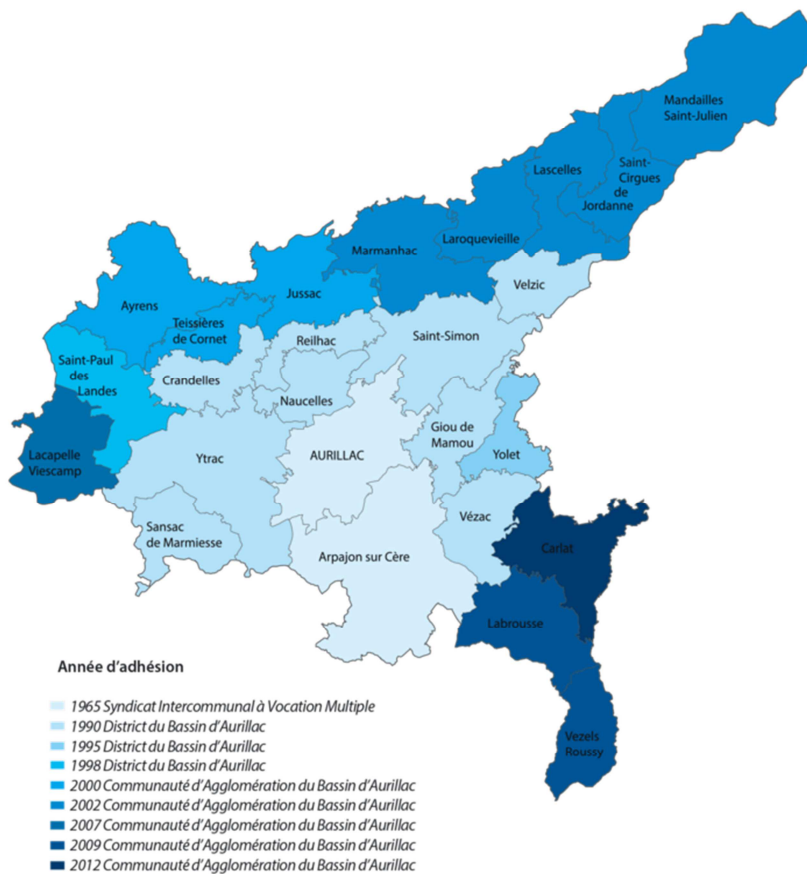 Mandailles
Saint-Julien
Lascelles
Saint-
Cirgues
de
Jordanne
Marmanhac
Laroquevieille
Velzic
Ayrens
Jussac
Teissières
de Cornet
Reilhac
Saint-Simon
Saint-Paul
des
Landes
Crandelles
Naucelles
Giou de
Mamou
Lacapelle
Viescamp
Ytrac
AURILLAC
Yolet
Vézac
Sansac
de Marmiesse
Arpajon sur Cère
Carlat
Labrousse
Vezels
Roussy
Année d'adhésion
1965 Syndicat Intercommunal à Vocation Multiple
1990 District du Bassin d'Aurillac
1995 District du Bassin d'Aurillac
1998 District du Bassin d'Aurillac
2000 Communauté d'Agglomération du Bassin d'Aurillac
2002 Communauté d'Agglomération du Bassin d'Aurillac
2007 Communauté d'Agglomération du Bassin d'Aurillac
2009 Communauté d'Agglomération du Bassin d'Aurillac
2012 Communauté d'Agglomération du Bassin d'Aurillac